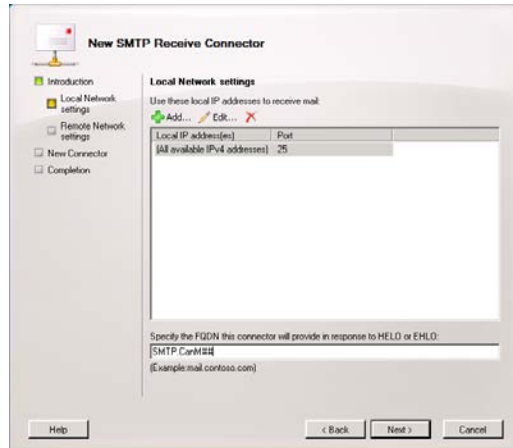 New SMTP Receive Connector
Introduction
Local Network settings
Remote Network settings
New Connector
Completion
Local Network settings
Use these local IP addresses to receive mail:
Add... Edit...
Local IP address(es) Port
(All available IPv4 addresses) 25
Specify the FQDN this connector will provide in response to HELO or EHLO:
SMTP.CanM##
(Example:mail.contoso.com)
Help < Back Next > Cancel